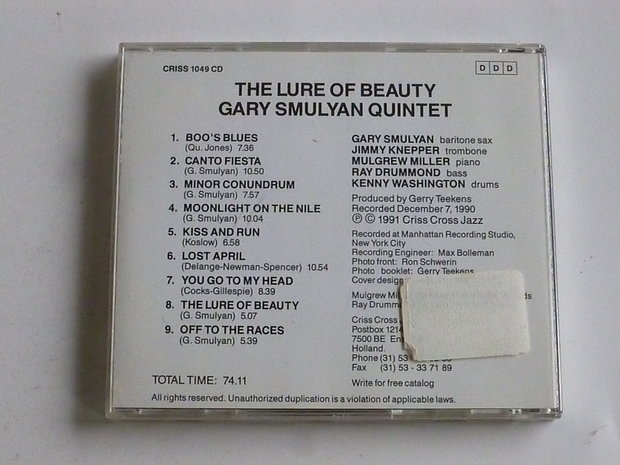 CRISS 1049 CD
D D D
THE LURE OF BEAUTY
GARY SMULYAN QUINTET
1. BOO'S BLUES
(Qu. Jones) 7.36
2. CANTO FIESTA
(G. Smulyan) 10.50
3. MINOR CONUNDRUM
(G. Smulyan) 7.57
4. MOONLIGHT ON THE NILE
(G. Smulyan) 10.04
5. KISS AND RUN
(Koslow) 6.58
6. LOST APRIL
(Delange-Newman-Spencer) 10.54
7. YOU GO TO MY HEAD
(Cocks-Gillespie) 8.39
8. THE LURE OF BEAUTY
(G. Smulyan) 5.07
9. OFF TO THE RACES
(G. Smulyan) 5.39
TOTAL TIME: 74.11
GARY SMULYAN baritone sax
JIMMY KNEPPER trombone
MULGREW MILLER piano
RAY DRUMMOND bass
KENNY WASHINGTON drums
Produced by Gerry Teekens
Recorded December 7, 1990
℗ © 1991 Criss Cross Jazz
Recorded at Manhattan Recording Studio,
New York City
Recording Engineer: Max Bolleman
Photo front: Ron Schwerin
Photo booklet: Gerry Teekens
Cover design
Mulgrew
Ray
Criss Cross
Postbox
7500 BE
Holland.
Phone (31) 53
Fax (31) 53 - 33 71 89
Write for free catalog
All rights reserved. Unauthorized duplication is a violation of applicable laws.